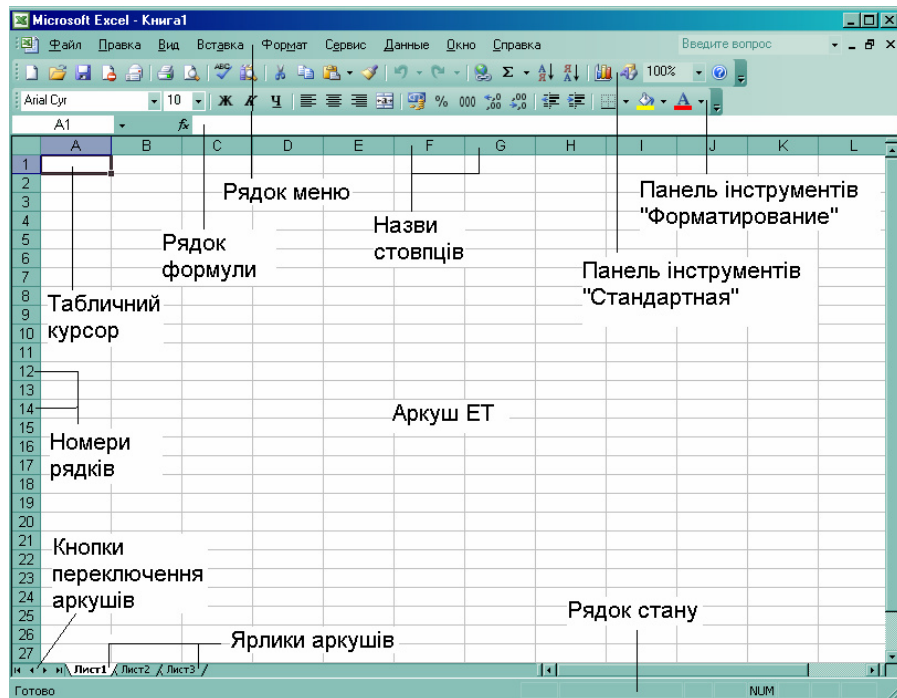 Microsoft Excel - Книга1
Файл Правка Вид Вставка Формат Сервис Данные Окно Справка Введите вопрос
Σ 100%
Arial Cyr 10 Ж К Ч % 000
A1 fx
A B C D E F G H I J K L
1
2
Рядок меню
Панель інструментів
3
"Форматирование"
4
Назви
5
Рядок
стовпців
6
формули
7
Панель інструментів
8
"Стандартная"
Табличний
9
курсор
10
11
12
13
14
Аркуш ЕТ
15
Номери
16
рядків
17
18
19
20
21
Кнопки
22
переключення
23
аркушів
24
Рядок стану
25
26
Ярлики аркушів
27
Лист1 Лист2 Лист3
Готово NUM